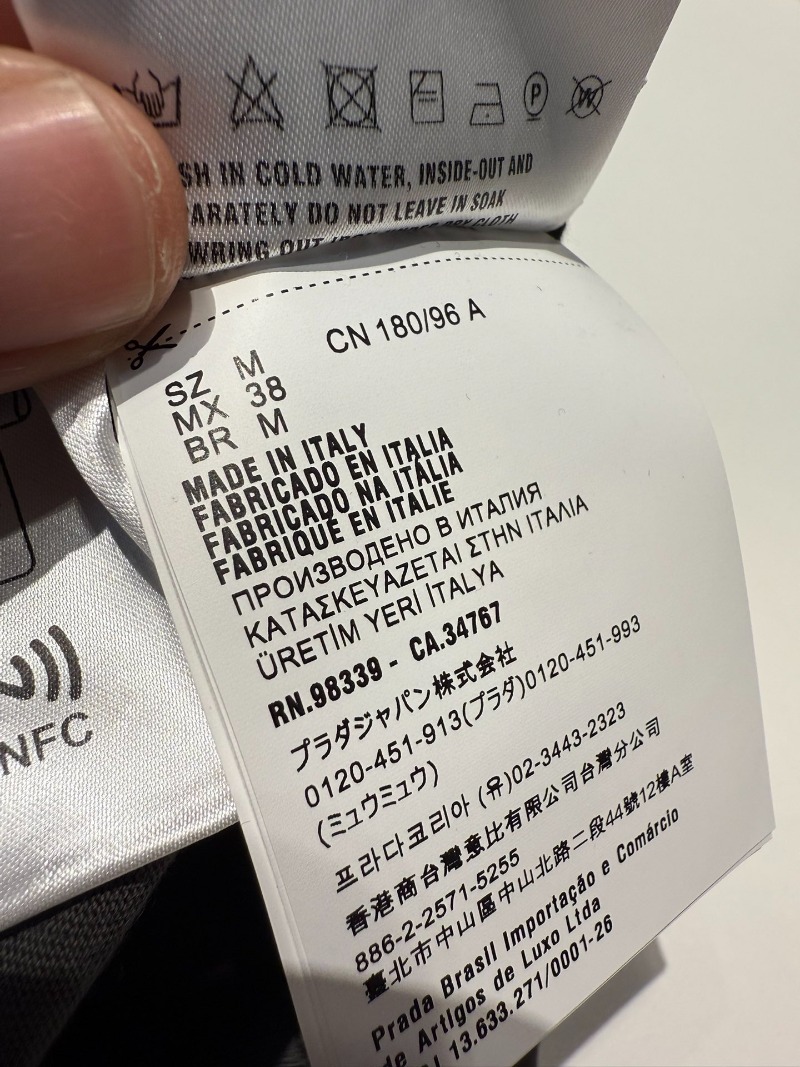 P
W
SH IN COLD WATER, INSIDE-OUT AND
ARATELY DO NOT LEAVE IN SOAK
WRING OUT
CN 180/96 A
SZ M
MX 38
BR M
MADE IN ITALY
FABRICADO EN ITALIA
FABRICADO NA ITÁLIA
FABRIQUÉ EN ITALIE
ПРОИЗВОДЕНО В ИТАЛИЯ
ΚΑΤΑΣΚΕΥΑΖΕΤΑΙ ΣΤΗΝ ΙΤΑΛΙΑ
ÜRETİM YERİ İTALYA
RN.98339 - CA.34767
プラダジャパン株式会社
0120-451-913(プラダ)0120-451-993
(ミュウミュウ)
프라다코리아 (유)02-3443-2323
香港商台灣意比有限公司台灣分公司
886-2-2571-5255
臺北市中山區中山北路二段44號12樓A室
Prada Brasil Importação e Comárcio
de Artigos de Luxo Ltda
13.633.271/0001-26
NFC